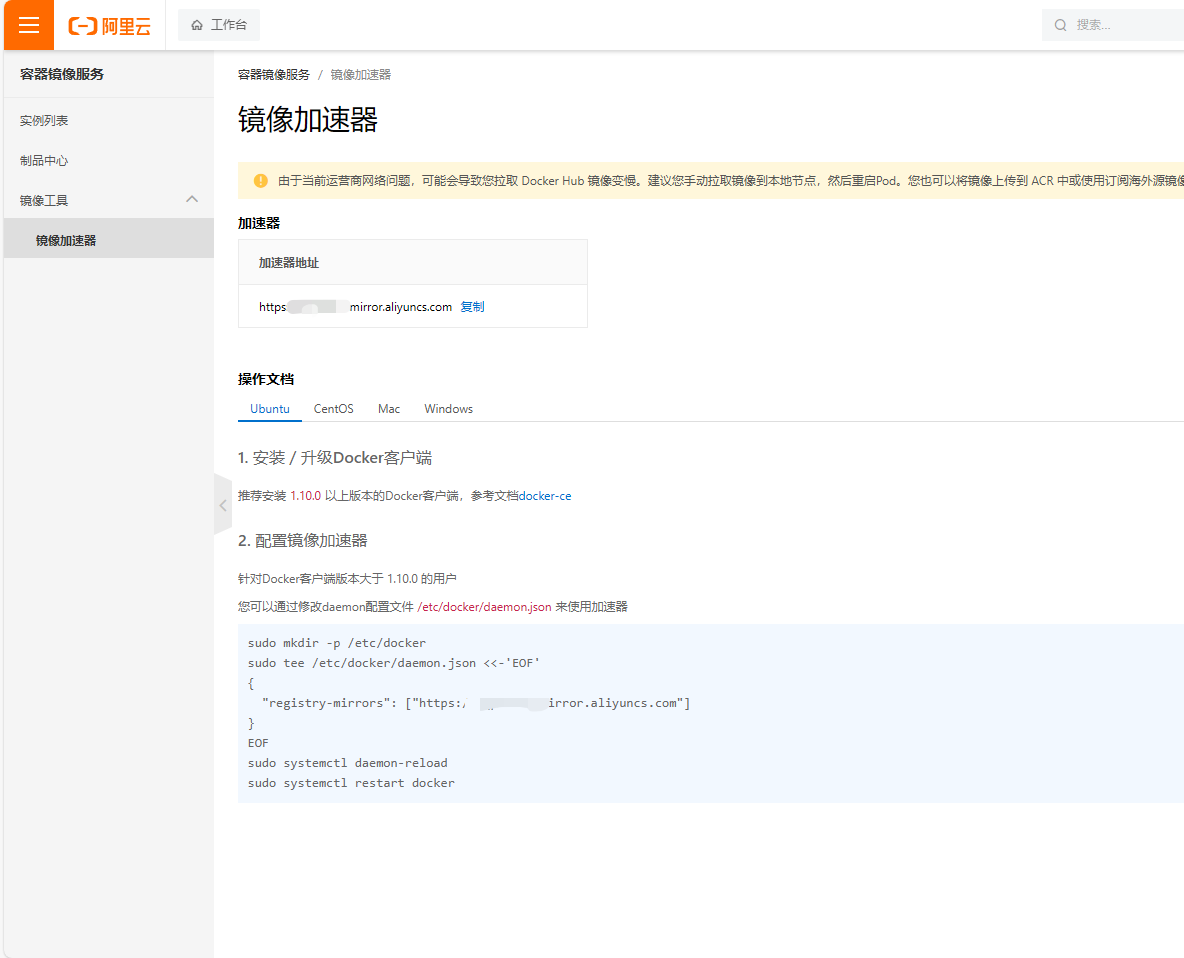 阿里云
工作台
搜索...
容器镜像服务
实例列表
制品中心
镜像工具
镜像加速器
容器镜像服务 / 镜像加速器
镜像加速器
由于当前运营商网络问题，可能会导致您拉取 Docker Hub 镜像变慢。建议您手动拉取镜像到本地节点，然后重启Pod。您也可以将镜像上传到 ACR 中或使用订阅海外源镜像
加速器
加速器地址
https mirror.aliyuncs.com 复制
操作文档
Ubuntu CentOS Mac Windows
1. 安装 / 升级Docker客户端
推荐安装 1.10.0 以上版本的Docker客户端，参考文档docker-ce
2. 配置镜像加速器
针对Docker客户端版本大于 1.10.0 的用户
您可以通过修改daemon配置文件 /etc/docker/daemon.json 来使用加速器
sudo mkdir -p /etc/docker
sudo tee /etc/docker/daemon.json <<-'EOF'
{
  "registry-mirrors": ["https:/ irror.aliyuncs.com"]
}
EOF
sudo systemctl daemon-reload
sudo systemctl restart docker